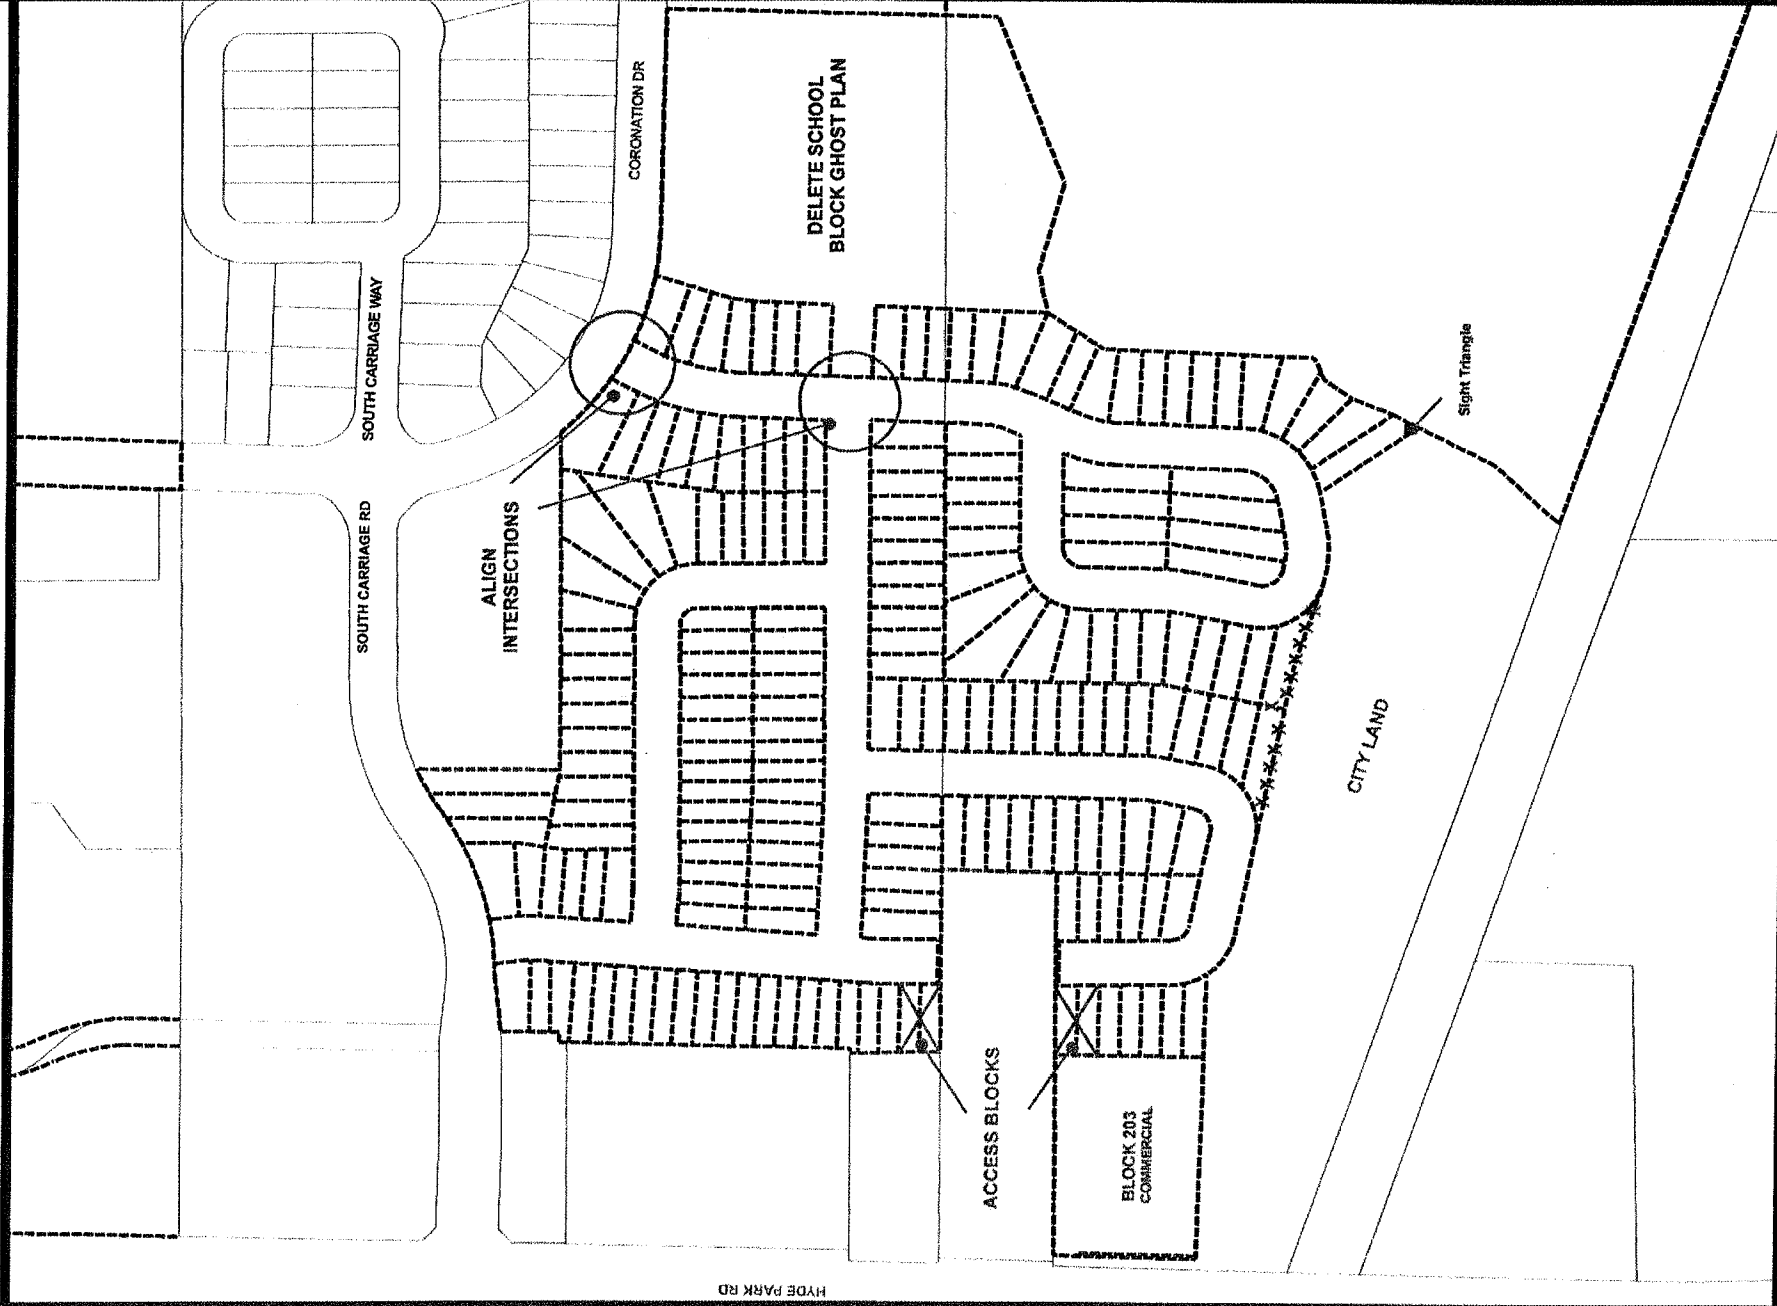 CORONATION DR
DELETE SCHOOL
BLOCK GHOST PLAN
SOUTH CARRIAGE WAY
SOUTH CARRIAGE RD
ALIGN
INTERSECTIONS
Sight Triangle
CITY LAND
ACCESS BLOCKS
BLOCK 203
COMMERCIAL
HYDE PARK RD